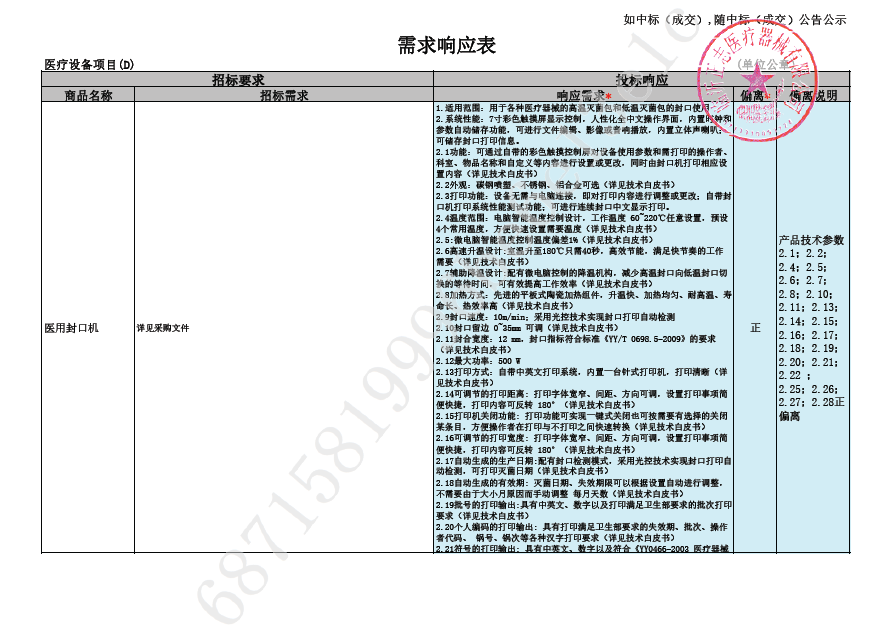 如中标（成交）,随中标（成交）公告公示
需求响应表
医疗设备项目(D)
(单位公章)
招标要求 投标响应
商品名称 招标需求 响应需求* 偏离* 偏离说明
医用封口机
详见采购文件
1.适用范围: 用于各种医疗器械的高温灭菌包和低温灭菌包的封口使用
2.系统性能: 7寸彩色触摸屏显示控制, 人性化全中文操作界面, 内置时钟和
参数自动储存功能, 可进行文件编辑、影像或音响播放, 内置立体声喇叭;
可储存封口打印信息。
2.1功能: 可通过自带的彩色触摸控制屏对设备使用参数和需打印的操作者、
科室、物品名称和自定义等内容进行设置或更改, 同时由封口机打印相应设
置内容（详见技术白皮书）
2.2外观: 碳钢喷塑、不锈钢、铝合金可选（详见技术白皮书）
2.3打印功能: 设备无需与电脑连接, 即对打印内容进行调整或更改; 自带封
口机打印系统性能测试功能; 可进行连续封口中文显示打印。
2.4温度范围: 电脑智能温度控制设计, 工作温度 60~220℃任意设置, 预设
4个常用温度, 方便快速设置需要温度（详见技术白皮书）
2.5:微电脑智能温度控制温度偏差1%（详见技术白皮书）
2.6高速升温设计:室温升至180℃只需40秒, 高效节能, 满足快节奏的工作
需要（详见技术白皮书）
2.7辅助降温设计:配有微电脑控制的降温机构, 减少高温封口向低温封口切
换的等待时间, 可有效提高工作效率（详见技术白皮书）
2.8加热方式: 先进的平板式陶瓷加热组件, 升温快、加热均匀、耐高温、寿
命长、热效率高（详见技术白皮书）
2.9封口速度: 10m/min; 采用光控技术实现封口打印自动检测
2.10封口留边 0~35mm 可调（详见技术白皮书）
2.11封合宽度: 12 mm, 封口指标符合标准《YY/T 0698.5-2009》的要求
（详见技术白皮书）
2.12最大功率: 500 W
2.13打印方式: 自带中英文打印系统, 内置一台针式打印机, 打印清晰（详
见技术白皮书）
2.14可调节的打印距离: 打印字体宽窄、间距、方向可调, 设置打印事项简
便快捷, 打印内容可反转 180°（详见技术白皮书）
2.15打印机关闭功能: 打印功能可实现一键式关闭也可按需要有选择的关闭
某条目, 方便操作者在打印与不打印之间快速转换（详见技术白皮书）
2.16可调节的打印宽度: 打印字体宽窄、间距、方向可调, 设置打印事项简
便快捷, 打印内容可反转 180°（详见技术白皮书）
2.17自动生成的生产日期:配有封口检测模式, 采用光控技术实现封口打印自
动检测, 可打印灭菌日期（详见技术白皮书）
2.18自动生成的有效期: 灭菌日期、失效期限可以根据设置自动进行调整,
不需要由于大小月原因而手动调整 每月天数（详见技术白皮书）
2.19批号的打印输出:具有中英文、数字以及打印满足卫生部要求的批次打印
要求（详见技术白皮书）
2.20个人编码的打印输出: 具有打印满足卫生部要求的失效期、批次、操作
者代码、 锅号、锅次等各种汉字打印要求（详见技术白皮书）
2.21符号的打印输出: 具有中英文、数字以及符合《YY0466-2003 医疗器械
正
产品技术参数
2.1; 2.2;
2.4; 2.5;
2.6; 2.7;
2.8; 2.10;
2.11; 2.13;
2.14; 2.15;
2.16; 2.17;
2.18; 2.19;
2.20; 2.21;
2.22 ;
2.25; 2.26;
2.27; 2.28正
偏离